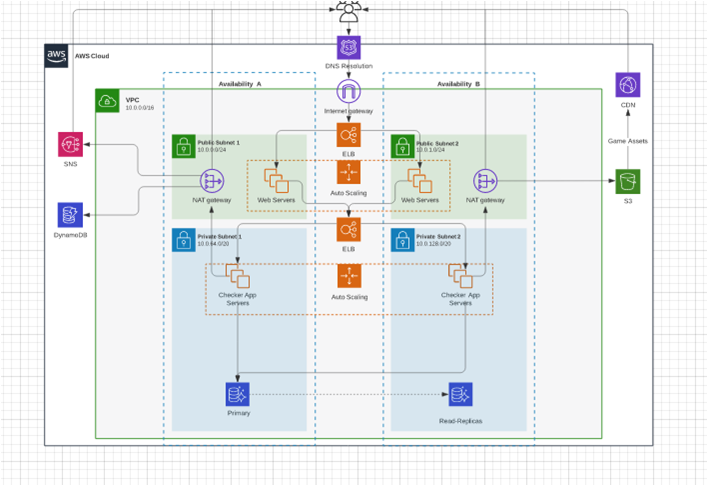 53
DNS Resolution
aws
AWS Cloud
Availability A
Availability B
VPC
10.0.0.0/16
Internet gateway
CDN
Public Subnet 1
10.0.0.0/24
ELB
Public Subnet 2
10.0.1.0/24
Game Assets
SNS
NAT gateway
Web Servers
Auto Scaling
Web Servers
NAT gateway
S3
DynamoDB
Private Subnet 1
10.0.64.0/20
ELB
Private Subnet 2
10.0.128.0/20
Checker App
Servers
Auto Scaling
Checker App
Servers
Primary
Read-Replicas